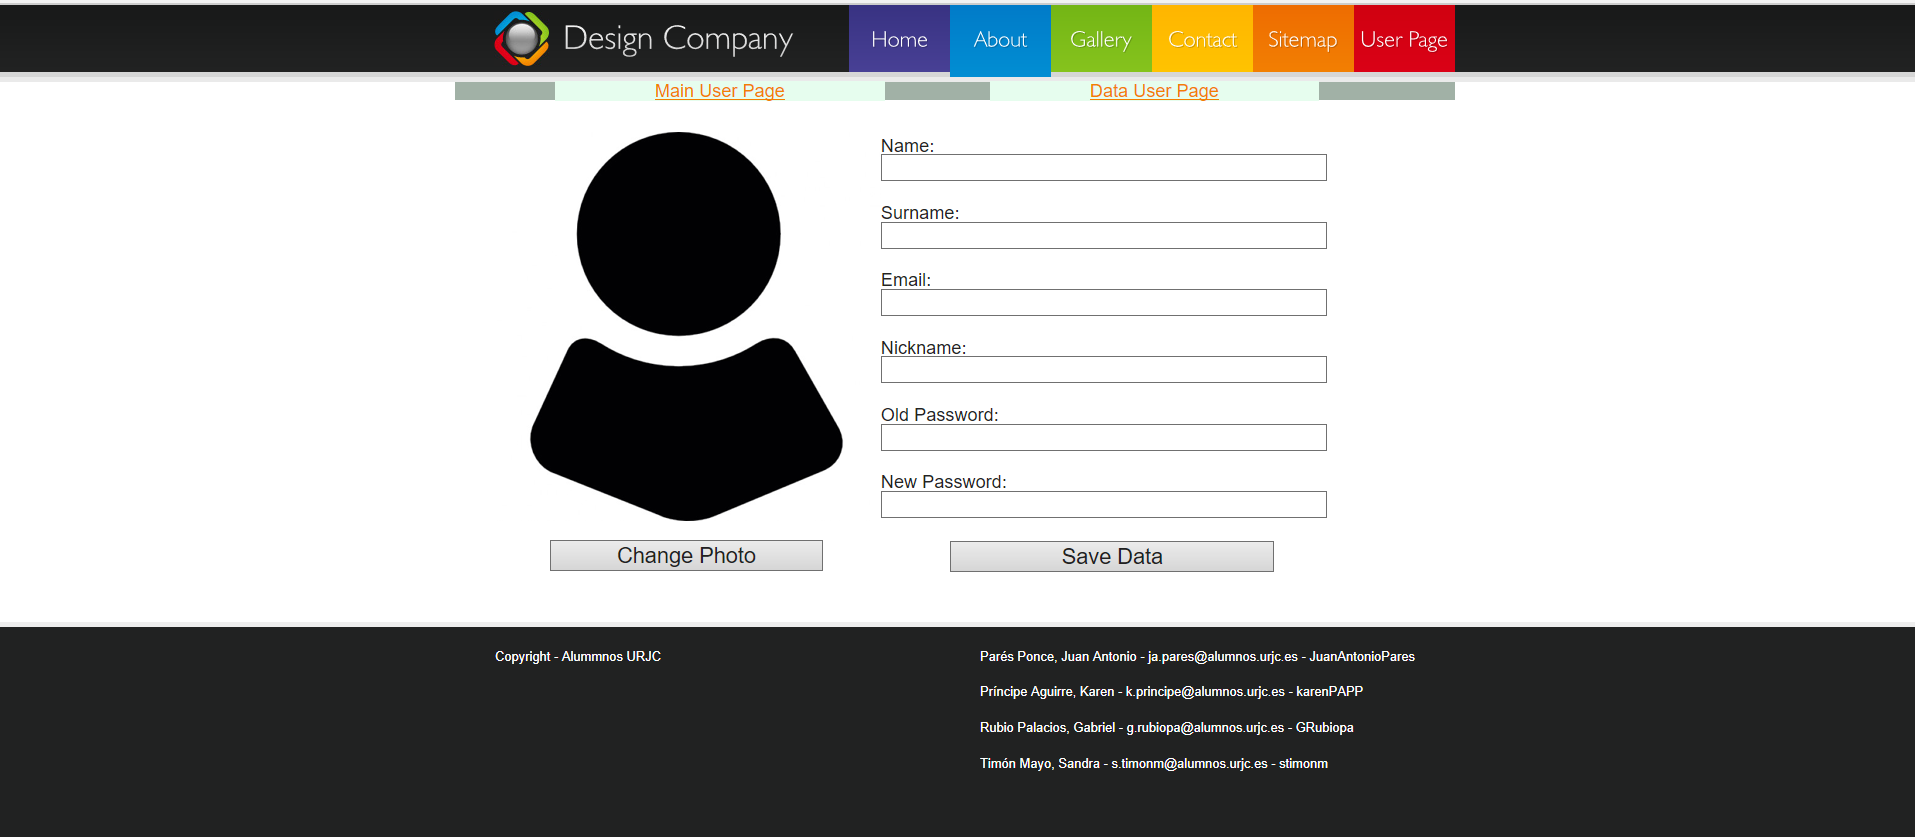 Design Company
Home About Gallery Contact Sitemap User Page
Main User Page Data User Page
Name:
Surname:
Email:
Nickname:
Old Password:
New Password:
Change Photo Save Data
Copyright - Alummnos URJC
Parés Ponce, Juan Antonio - ja.pares@alumnos.urjc.es - JuanAntonioPares
Príncipe Aguirre, Karen - k.principe@alumnos.urjc.es - karenPAPP
Rubio Palacios, Gabriel - g.rubiopa@alumnos.urjc.es - GRubiopa
Timón Mayo, Sandra - s.timonm@alumnos.urjc.es - stimonm